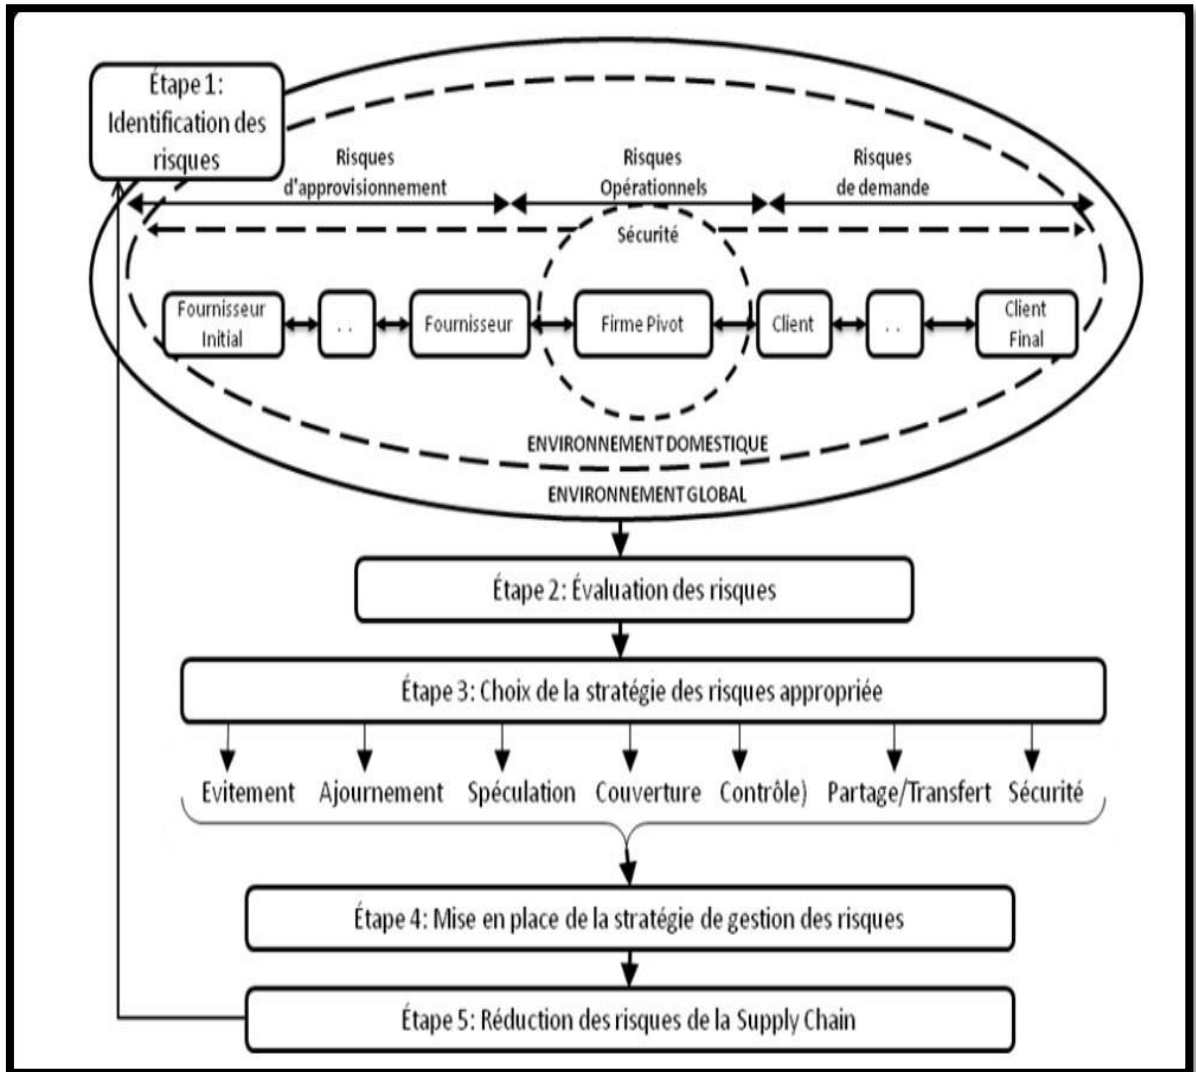 Étape 1:
Identification des
risques
Risques
d'approvisionnement
Risques
Opérationnels
Risques
de demande
Sécurité
Fournisseur
Initial
. .
Fournisseur
Firme Pivot
Client
. .
Client
Final
ENVIRONNEMENT DOMESTIQUE
ENVIRONNEMENT GLOBAL
Étape 2: Évaluation des risques
Étape 3: Choix de la stratégie des risques appropriée
Evitement Ajournement Spéculation Couverture Contrôle) Partage/Transfert Sécurité
Étape 4: Mise en place de la stratégie de gestion des risques
Étape 5: Réduction des risques de la Supply Chain